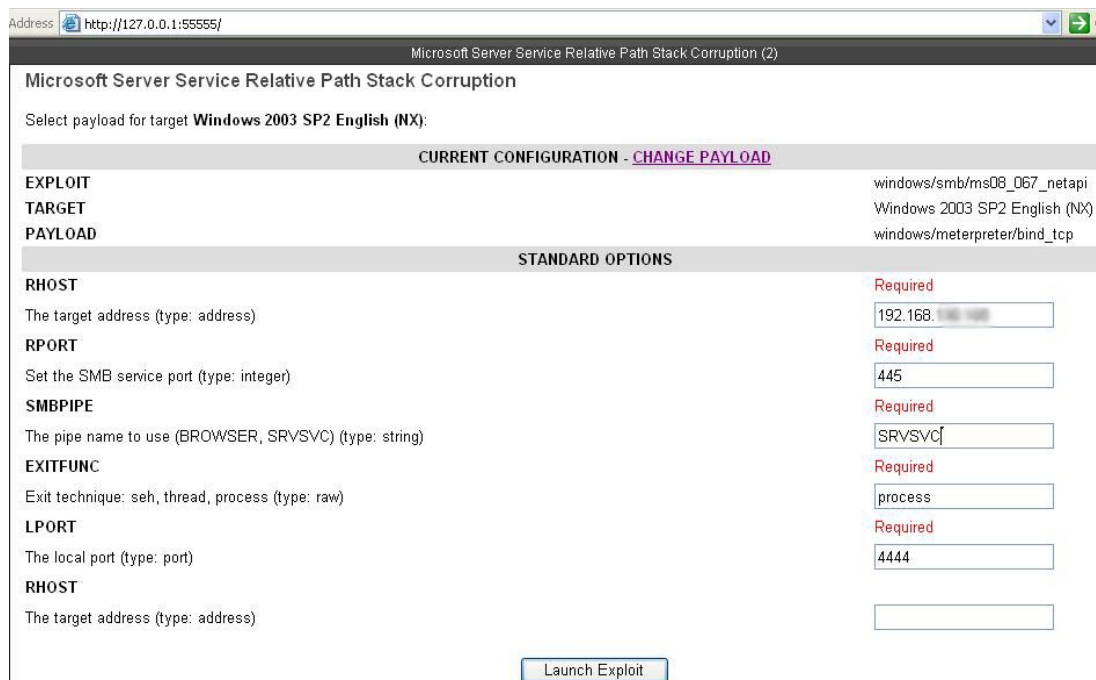 Address http://127.0.0.1:55555/
Microsoft Server Service Relative Path Stack Corruption (2)
Microsoft Server Service Relative Path Stack Corruption
Select payload for target Windows 2003 SP2 English (NX):
CURRENT CONFIGURATION - CHANGE PAYLOAD
EXPLOIT windows/smb/ms08_067_netapi
TARGET Windows 2003 SP2 English (NX)
PAYLOAD windows/meterpreter/bind_tcp
STANDARD OPTIONS
RHOST Required
The target address (type: address) 192.168.
RPORT Required
Set the SMB service port (type: integer) 445
SMBPIPE Required
The pipe name to use (BROWSER, SRVSVC) (type: string) SRVSVC
EXITFUNC Required
Exit technique: seh, thread, process (type: raw) process
LPORT Required
The local port (type: port) 4444
RHOST
The target address (type: address)
Launch Exploit